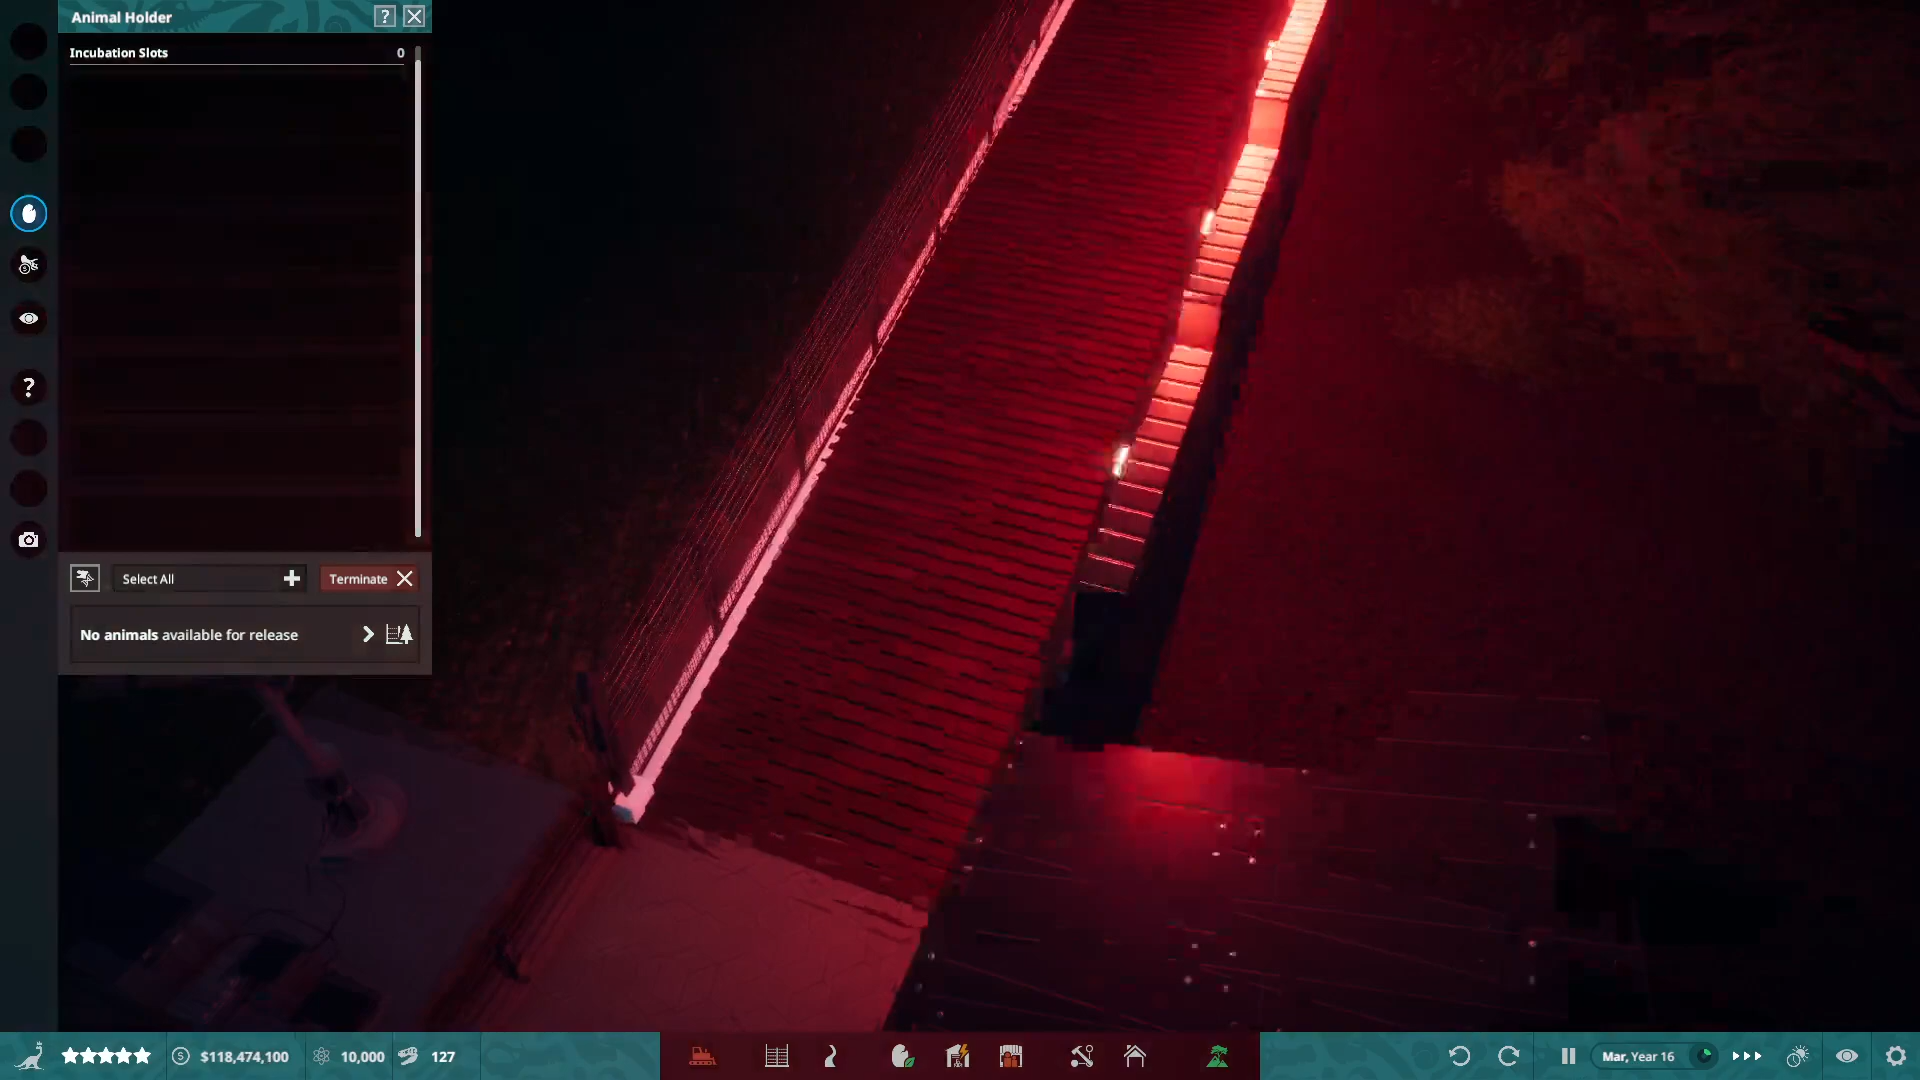 Animal Holder
?
Incubation Slots 0
?
Select All
Terminate
No animals available for release
$118,474,100
10,000
127
Mar, Year 16